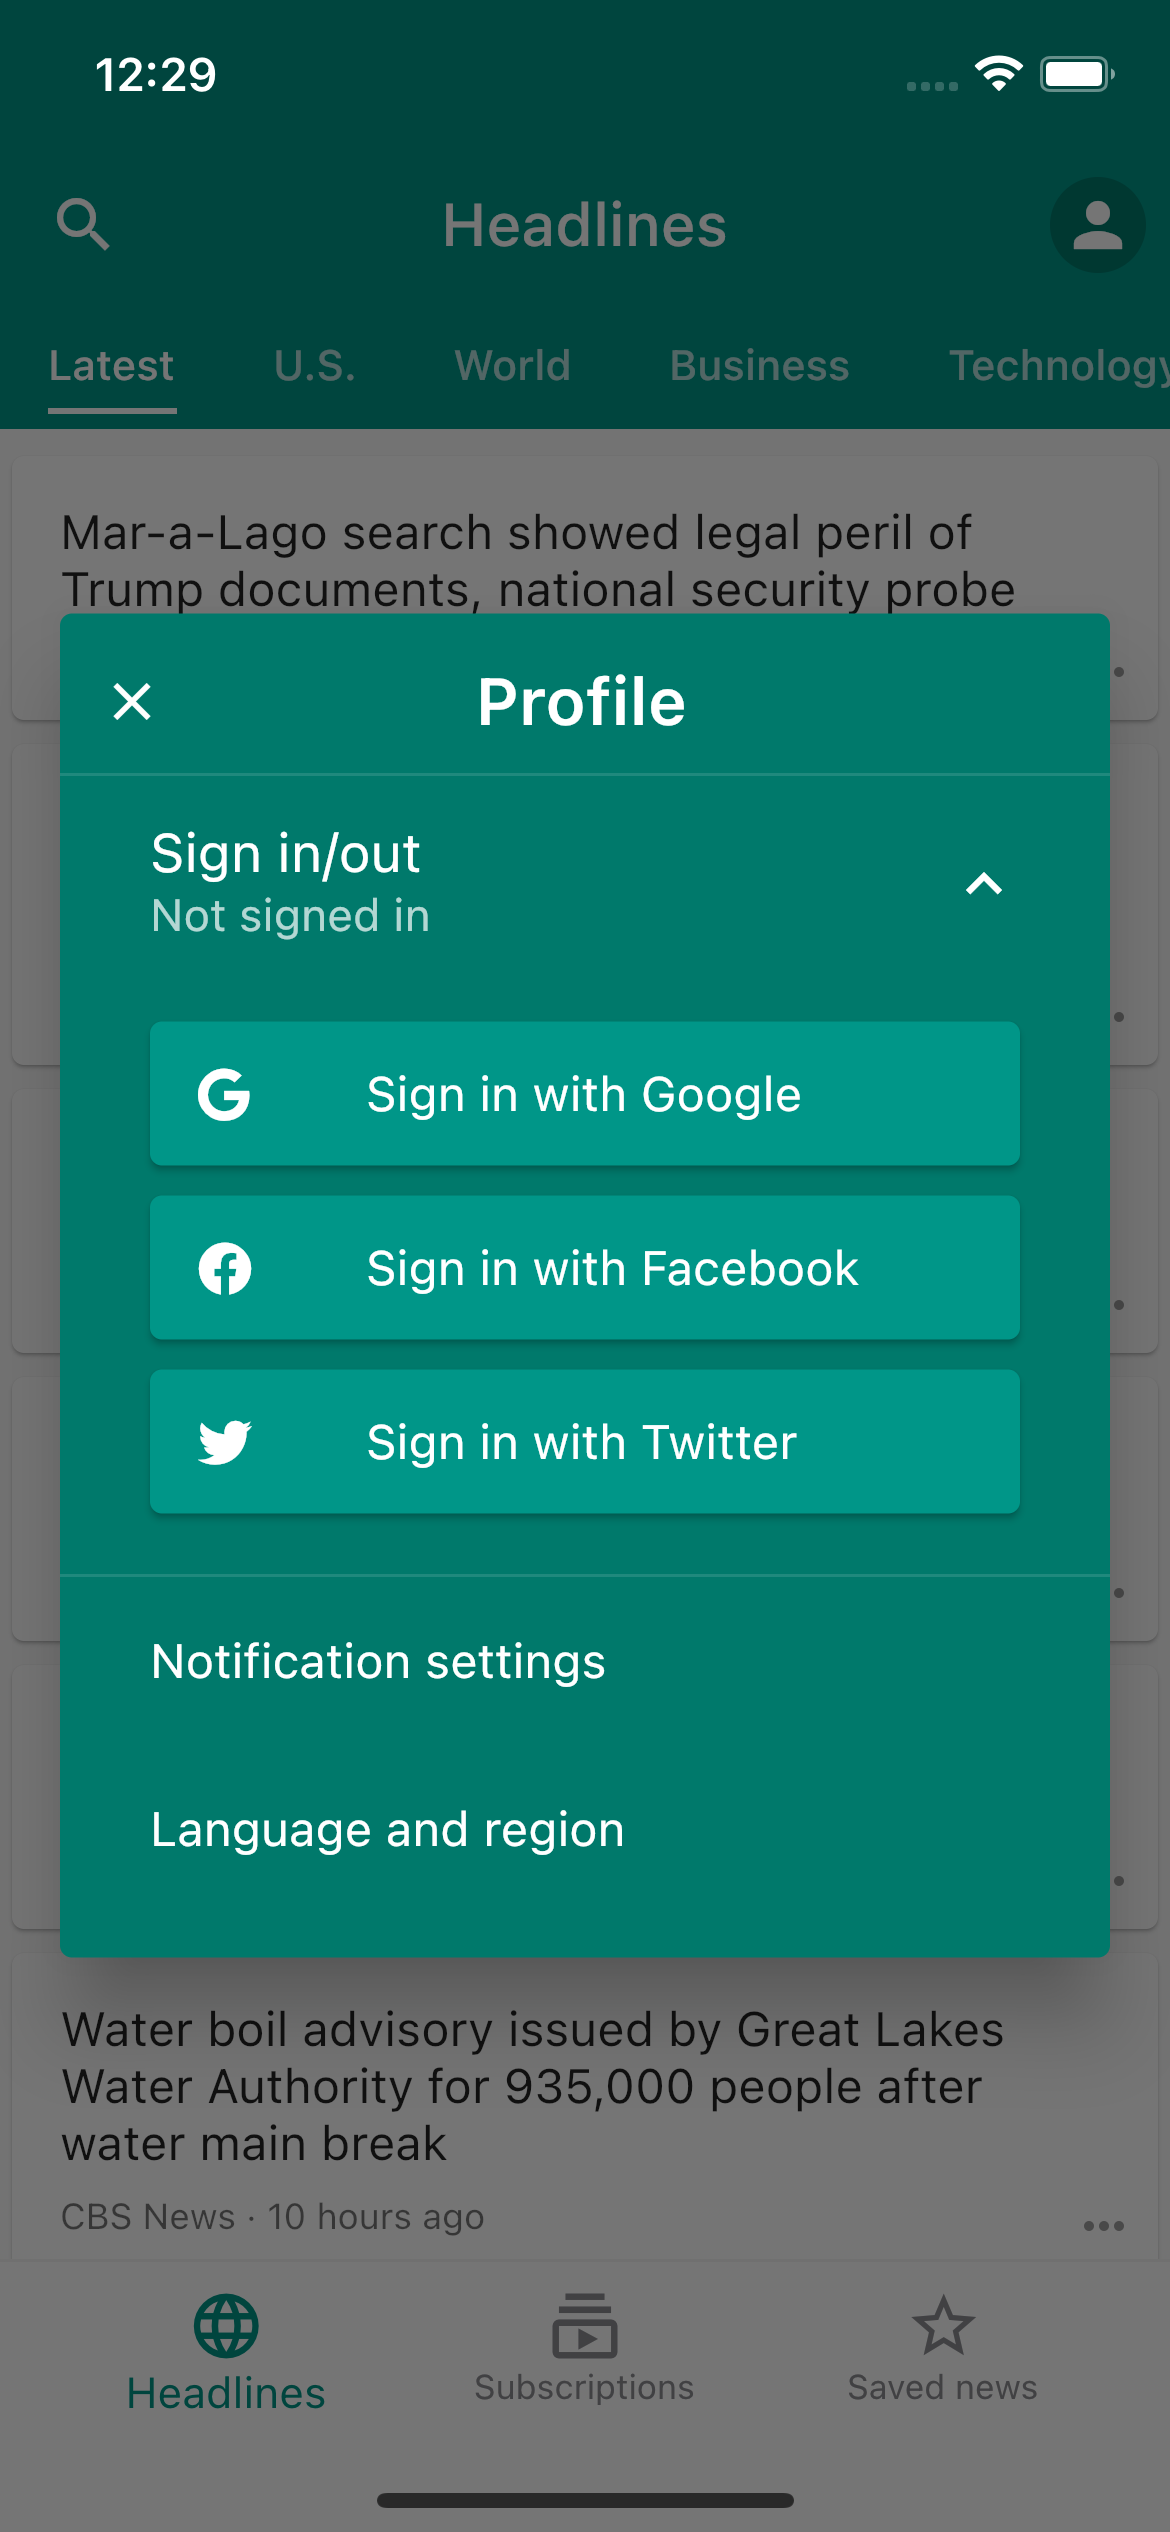 12:29
Headlines
Latest U.S. World Business Technology
Mar-a-Lago search showed legal peril of
Trump documents, national security probe
Profile
Sign in/out
Not signed in
Sign in with Google
Sign in with Facebook
Sign in with Twitter
Notification settings
Language and region
Water boil advisory issued by Great Lakes
Water Authority for 935,000 people after
water main break
CBS News · 10 hours ago
Headlines Subscriptions Saved news